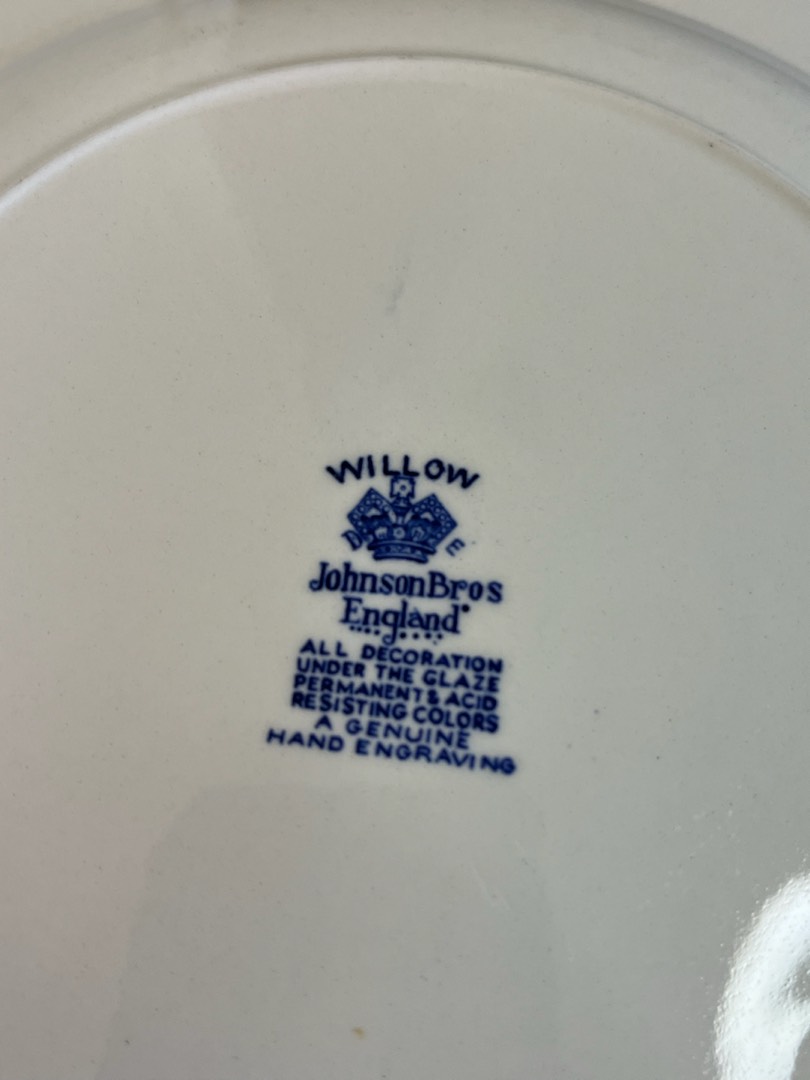 WILLOW
D E
Johnson Bros
England
ALL DECORATION
UNDER THE GLAZE
PERMANENT & ACID
RESISTING COLORS
A GENUINE
HAND ENGRAVING